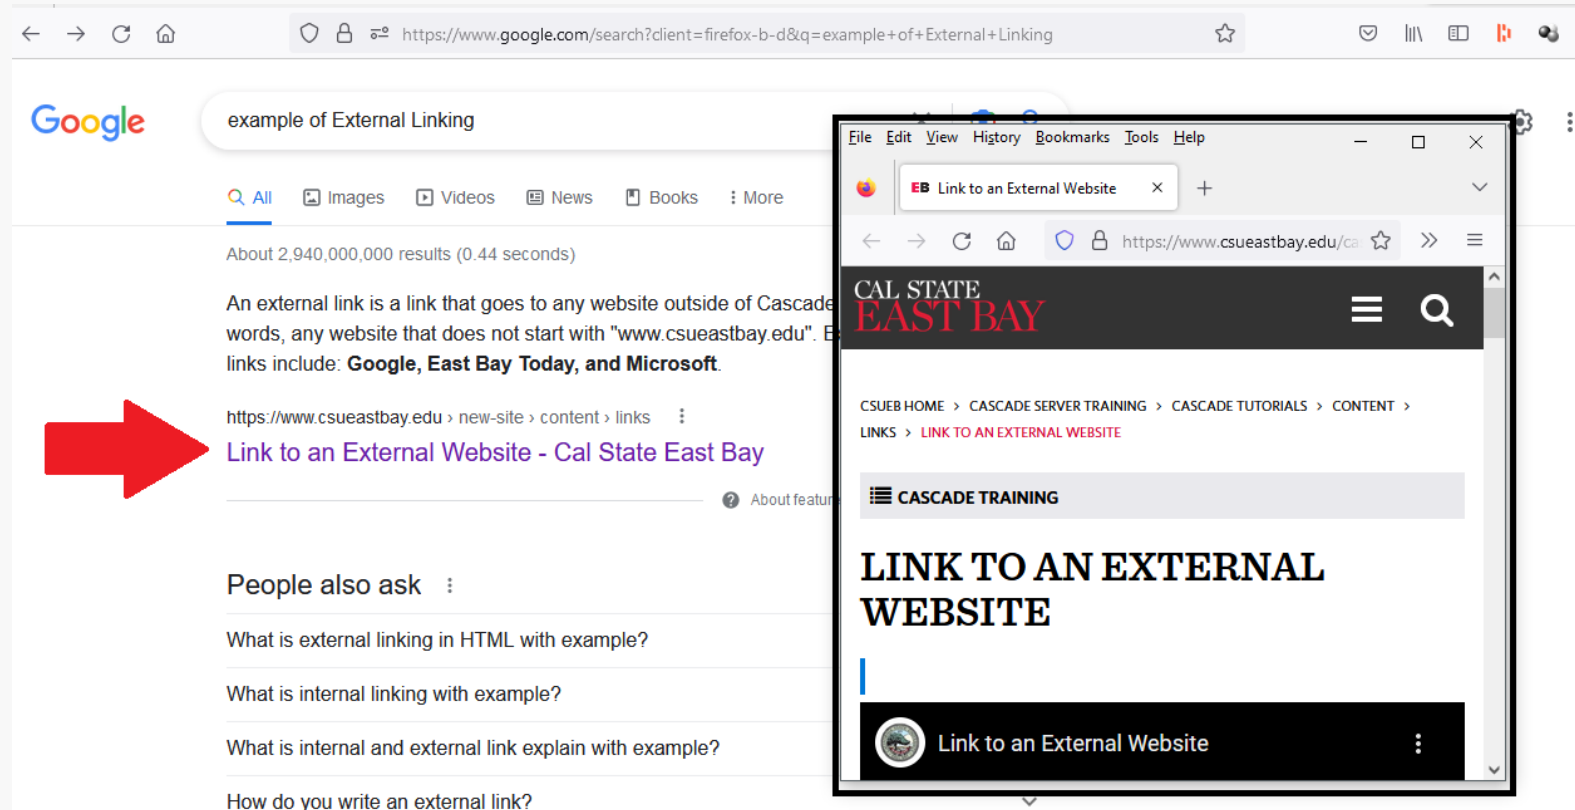 https://www.google.com/search?client=firefox-b-d&q=example+of+External+Linking
Google
example of External Linking
All
Images
Videos
News
Books
More
About 2,940,000,000 results (0.44 seconds)
An external link is a link that goes to any website outside of Cascade
words, any website that does not start with "www.csueastbay.edu".
links include: Google, East Bay Today, and Microsoft.
https://www.csueastbay.edu › new-site › content › links
Link to an External Website - Cal State East Bay
About feature
People also ask
What is external linking in HTML with example?
What is internal linking with example?
What is internal and external link explain with example?
How do you write an external link?
File Edit View History Bookmarks Tools Help
EB Link to an External Website
https://www.csueastbay.edu/ca
CAL STATE
EAST BAY
CSUEB HOME > CASCADE SERVER TRAINING > CASCADE TUTORIALS > CONTENT >
LINKS > LINK TO AN EXTERNAL WEBSITE
CASCADE TRAINING
LINK TO AN EXTERNAL
WEBSITE
Link to an External Website